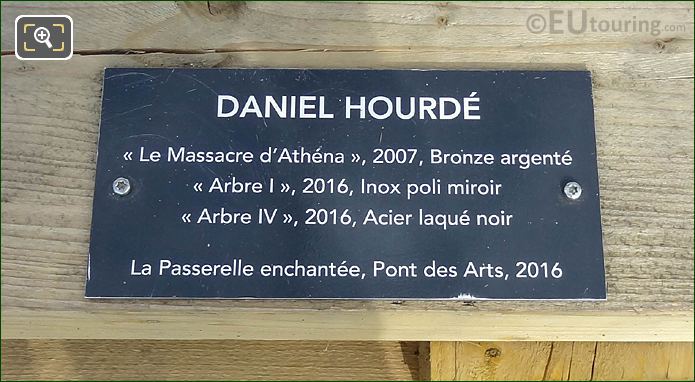 ©EUtouring.com
DANIEL HOURDÉ
« Le Massacre d'Athéna », 2007, Bronze argenté
« Arbre I », 2016, Inox poli miroir
« Arbre IV », 2016, Acier laqué noir
La Passerelle enchantée, Pont des Arts, 2016